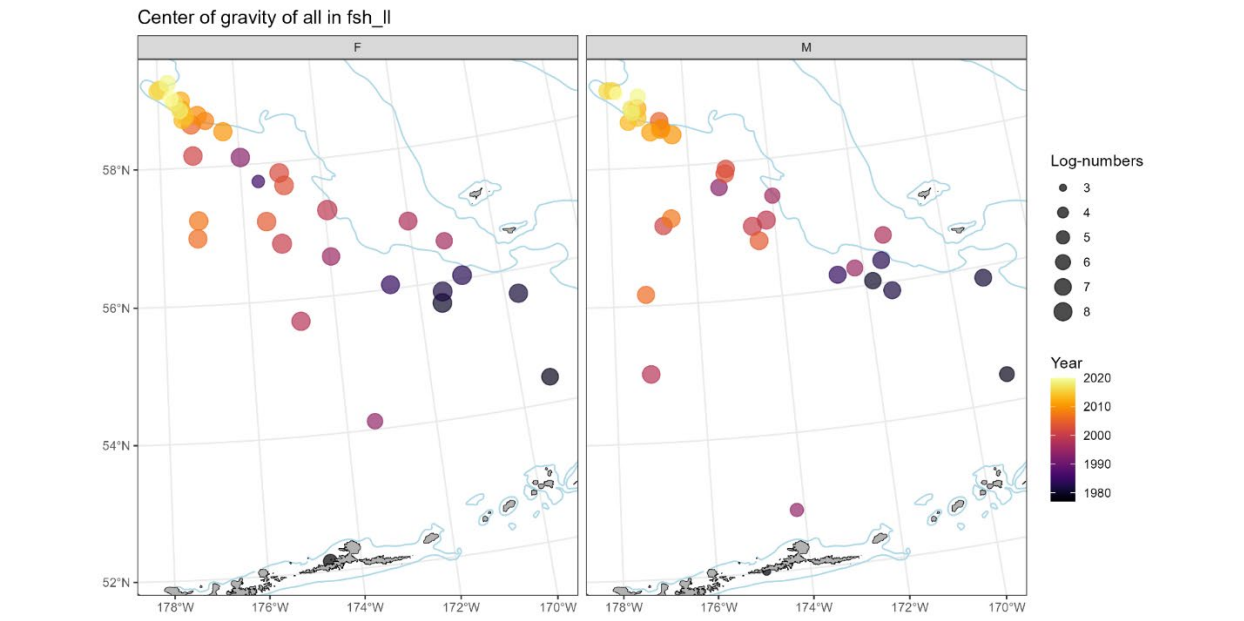 Center of gravity of all in fsh_ll
F
M
58°N
56°N
54°N
52°N
178°W
176°W
174°W
172°W
170°W
178°W
176°W
174°W
172°W
170°W
Log-numbers
3
4
5
6
7
8
Year
2020
2010
2000
1990
1980